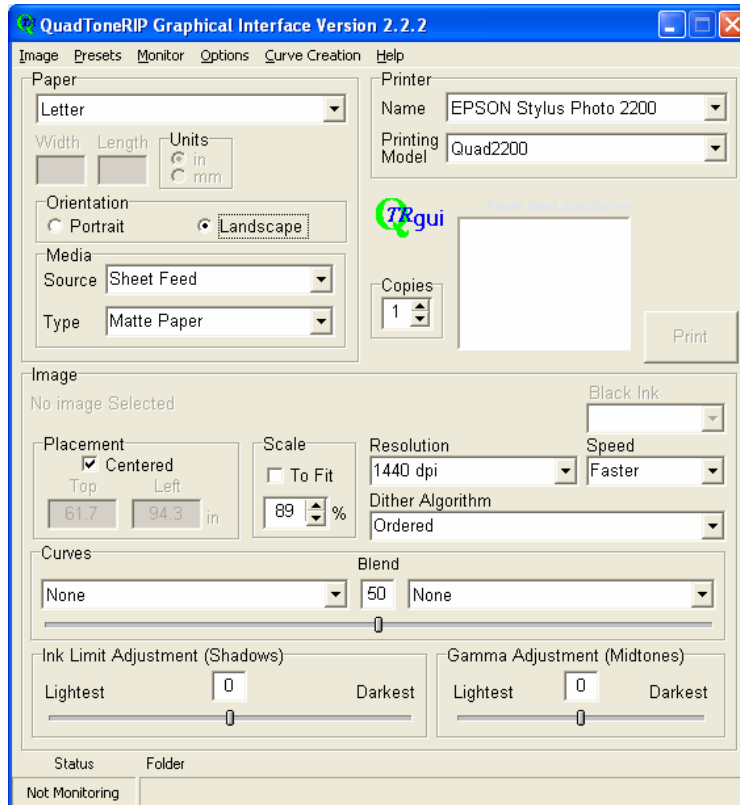 QuadToneRIP Graphical Interface Version 2.2.2
Image Presets Monitor Options Curve Creation Help
Paper
Letter
Width Length Units
in
mm
Orientation
Portrait Landscape
Media
Source Sheet Feed
Type Matte Paper
Printer
Name EPSON Stylus Photo 2200
Printing Model Quad2200
QTRgui
Paper feed direction->
Copies
1
Print
Image
No image Selected
Black Ink
Placement
Centered
Top Left
61.7 94.3 in
Scale
To Fit
89 %
Resolution Speed
1440 dpi Faster
Dither Algorithm
Ordered
Curves Blend
None 50 None
Ink Limit Adjustment (Shadows)
Lightest 0 Darkest
Gamma Adjustment (Midtones)
Lightest 0 Darkest
Status Folder
Not Monitoring